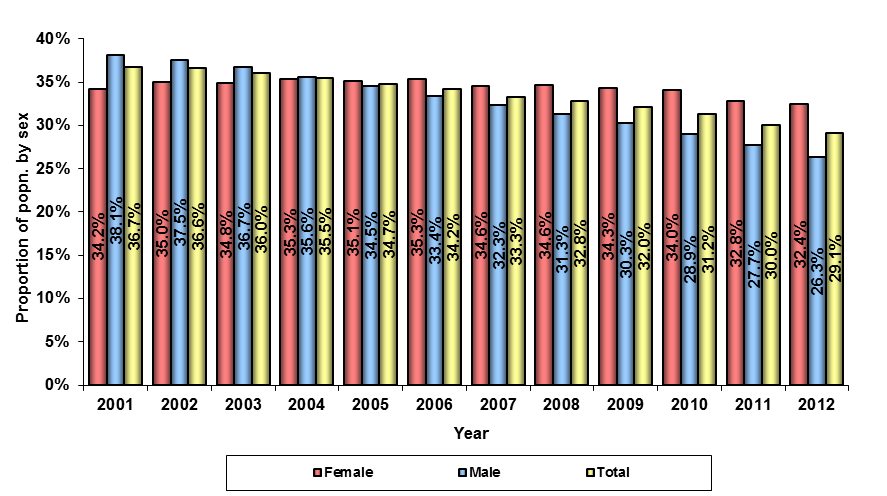 Proportion of popn. by sex
40%
35%
30%
25%
20%
15%
10%
5%
0%
34.2% 38.1% 36.7%
35.0% 37.5% 36.6%
34.8% 36.7% 36.0%
35.3% 35.6% 35.5%
35.1% 34.5% 34.7%
35.3% 33.4% 34.2%
34.6% 32.3% 33.3%
34.6% 31.3% 32.8%
34.3% 30.3% 32.0%
34.0% 28.9% 31.2%
32.8% 27.7% 30.0%
32.4% 26.3% 29.1%
2001 2002 2003 2004 2005 2006 2007 2008 2009 2010 2011 2012
Year
Female Male Total